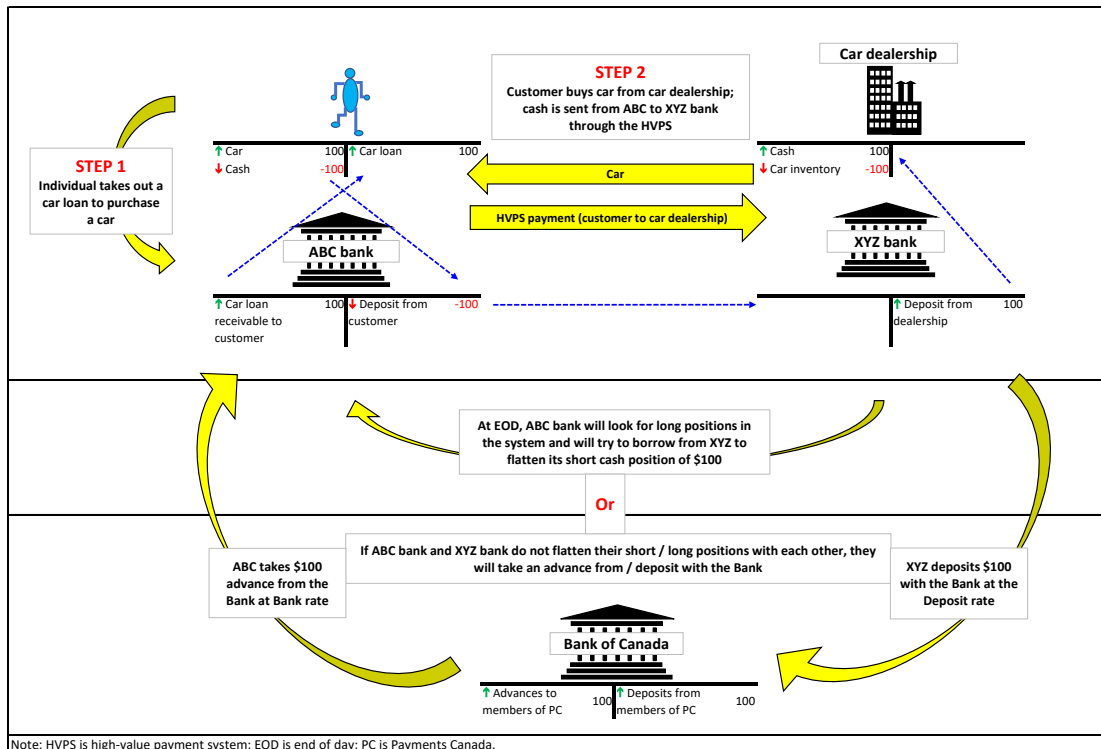 Car dealership
STEP 2
Customer buys car from car dealership;
cash is sent from ABC to XYZ bank
through the HVPS
STEP 1
Individual takes out a
car loan to purchase
a car
↑ Car 100 ↑ Car loan 100
↓ Cash -100
↑ Cash 100
↓ Car inventory -100
Car
HVPS payment (customer to car dealership)
ABC bank
XYZ bank
↑ Car loan 100 ↓ Deposit from -100
receivable to customer
customer
↑ Deposit from 100
dealership
At EOD, ABC bank will look for long positions in
the system and will try to borrow from XYZ to
flatten its short cash position of $100
Or
If ABC bank and XYZ bank do not flatten their short / long positions with each other, they
will take an advance from / deposit with the Bank
ABC takes $100
advance from the
Bank at Bank rate
XYZ deposits $100
with the Bank at the
Deposit rate
Bank of Canada
↑ Advances to 100 ↑ Deposits from 100
members of PC members of PC
Note: HVPS is high-value payment system; EOD is end of day; PC is Payments Canada.